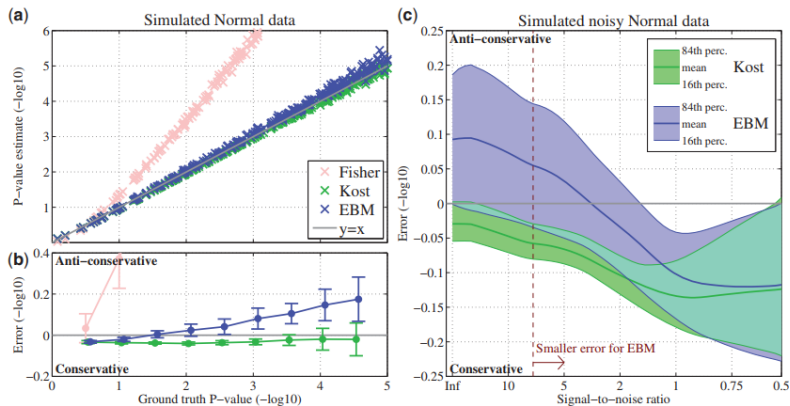 (a)
Simulated Normal data
P-value estimate (−log10)
6
5
4
3
2
1
Fisher
Kost
EBM
y=x
(b)
Anti-conservative
Error (−log10)
0.4
0
−0.2
Conservative
0
1
2
3
4
5
Ground truth P-value (−log10)
(c)
Simulated noisy Normal data
Anti-conservative
Error (−log10)
0.25
0.2
0.15
0.1
0.05
0
−0.05
−0.1
−0.15
−0.2
−0.25
84th perc.
mean
16th perc.
Kost
84th perc.
mean
16th perc.
EBM
Smaller error for EBM
Conservative
Inf
10
5
2
1
0.75
0.5
Signal−to−noise ratio